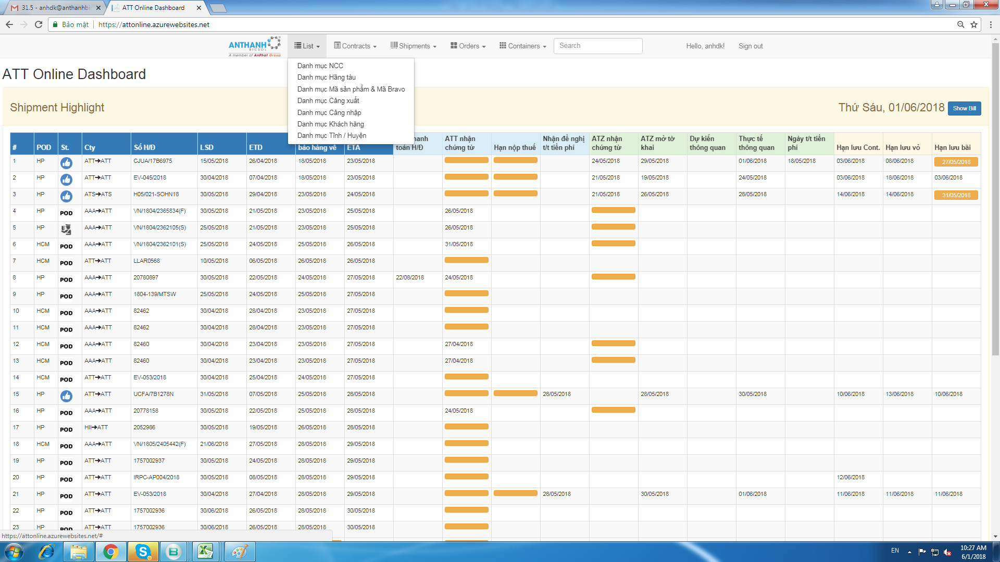 31.5 - anhdk@anthanhbi
ATT Online Dashboard
Bảo mật
https://attonline.azurewebsites.net
ANTHANH
BICSOL
A member of AnPhat Group
List
Contracts
Shipments
Orders
Containers
Search
Hello, anhdk!
Sign out
Danh mục NCC
Danh mục Hãng tàu
Danh mục Mã sản phẩm & Mã Bravo
Danh mục Cảng xuất
Danh mục Cảng nhập
Danh mục Khách hàng
Danh mục Tỉnh / Huyện
ATT Online Dashboard
Shipment Highlight
Thứ Sáu, 01/06/2018 Show Bill
# POD St. Cty Số H/Đ LSD ETD báo hàng về ETA hanh toán H/Đ ATT nhận chứng từ Hạn nộp thuế Nhận đề nghị t/t tiền phí ATZ nhận chứng từ ATZ mở tờ khai Dự kiến thông quan Thực tế thông quan Ngày t/t tiền phí Hạn lưu Cont. Hạn lưu vỏ Hạn lưu bãi
1 HP ATT➔ATT CJUA/17B6975 15/05/2018 26/04/2018 18/05/2018 23/05/2018 24/05/2018 29/05/2018 01/06/2018 18/05/2018 03/06/2018 08/06/2018 27/05/2018
2 HP ATT➔ATT EV-045/2018 30/04/2018 07/04/2018 18/05/2018 23/05/2018 21/05/2018 19/05/2018 24/05/2018 03/06/2018 18/06/2018 03/06/2018
3 HP ATS➔ATS H05/021-SOHN18 30/05/2018 29/04/2018 23/05/2018 24/05/2018 21/05/2018 26/05/2018 28/05/2018 14/06/2018 14/06/2018 31/05/2018
4 HP POD AAA➔ATT VN/1804/2365834(F) 30/05/2018 21/05/2018 23/05/2018 25/05/2018 26/05/2018
5 HP AAA➔ATT VN/1804/2362105(S) 25/05/2018 21/05/2018 23/05/2018 25/05/2018 26/05/2018
6 HCM POD AAA➔ATT VN/1804/2362101(S) 25/05/2018 24/05/2018 25/05/2018 26/05/2018 31/05/2018
7 HCM POD ATT➔ATT LLAR0568 10/05/2018 06/05/2018 26/05/2018 26/05/2018
8 HP POD AAA➔ATT 20780897 30/05/2018 22/05/2018 24/05/2018 27/05/2018 22/08/2018 24/05/2018
9 HP POD AAA➔ATT 1804-139/MTSW 25/05/2018 24/05/2018 25/05/2018 27/05/2018
10 HCM POD AAA➔ATT 82462 30/04/2018 28/04/2018 23/05/2018 27/05/2018
11 HCM POD AAA➔ATT 82462 30/04/2018 28/04/2018 23/05/2018 27/05/2018
12 HCM POD AAA➔ATT 82460 30/04/2018 23/04/2018 23/05/2018 27/05/2018 27/04/2018
13 HCM POD AAA➔ATT 82460 30/04/2018 23/04/2018 23/05/2018 27/05/2018 27/04/2018
14 HCM POD ATT➔ATT EV-053/2018 30/04/2018 25/04/2018 24/05/2018 27/05/2018
15 HP ATT➔ATT UCFA/7B1278N 31/05/2018 07/05/2018 25/05/2018 28/05/2018 28/05/2018 28/05/2018 30/05/2018 10/06/2018 13/06/2018 10/06/2018
16 HP POD AAA➔ATT 20778158 30/05/2018 22/05/2018 25/05/2018 28/05/2018 24/05/2018
17 HP POD HII➔ATT 2052986 30/05/2018 19/05/2018 26/05/2018 28/05/2018
18 HCM POD AAA➔ATT VN/1805/2405442(F) 21/06/2018 27/05/2018 28/05/2018 29/05/2018
19 HP POD ATT➔ATT 1757002937 30/05/2018 24/05/2018 28/05/2018 29/05/2018
20 HP POD ATT➔ATT IRPC-AP004/2018 30/05/2018 08/05/2018 28/05/2018 29/05/2018 12/06/2018
21 HP POD ATT➔ATT EV-053/2018 30/04/2018 27/04/2018 28/05/2018 29/05/2018 28/05/2018 30/05/2018 01/06/2018 11/06/2018 11/06/2018 11/06/2018
22 HP POD ATT➔ATT 1757002936 30/06/2018 26/05/2018 28/05/2018 30/05/2018
23 HP POD ATT➔ATT 1757002936 30/06/2018 26/05/2018 28/05/2018 30/05/2018
https://attonline.azurewebsites.net/#
EN
10:27 AM
6/1/2018